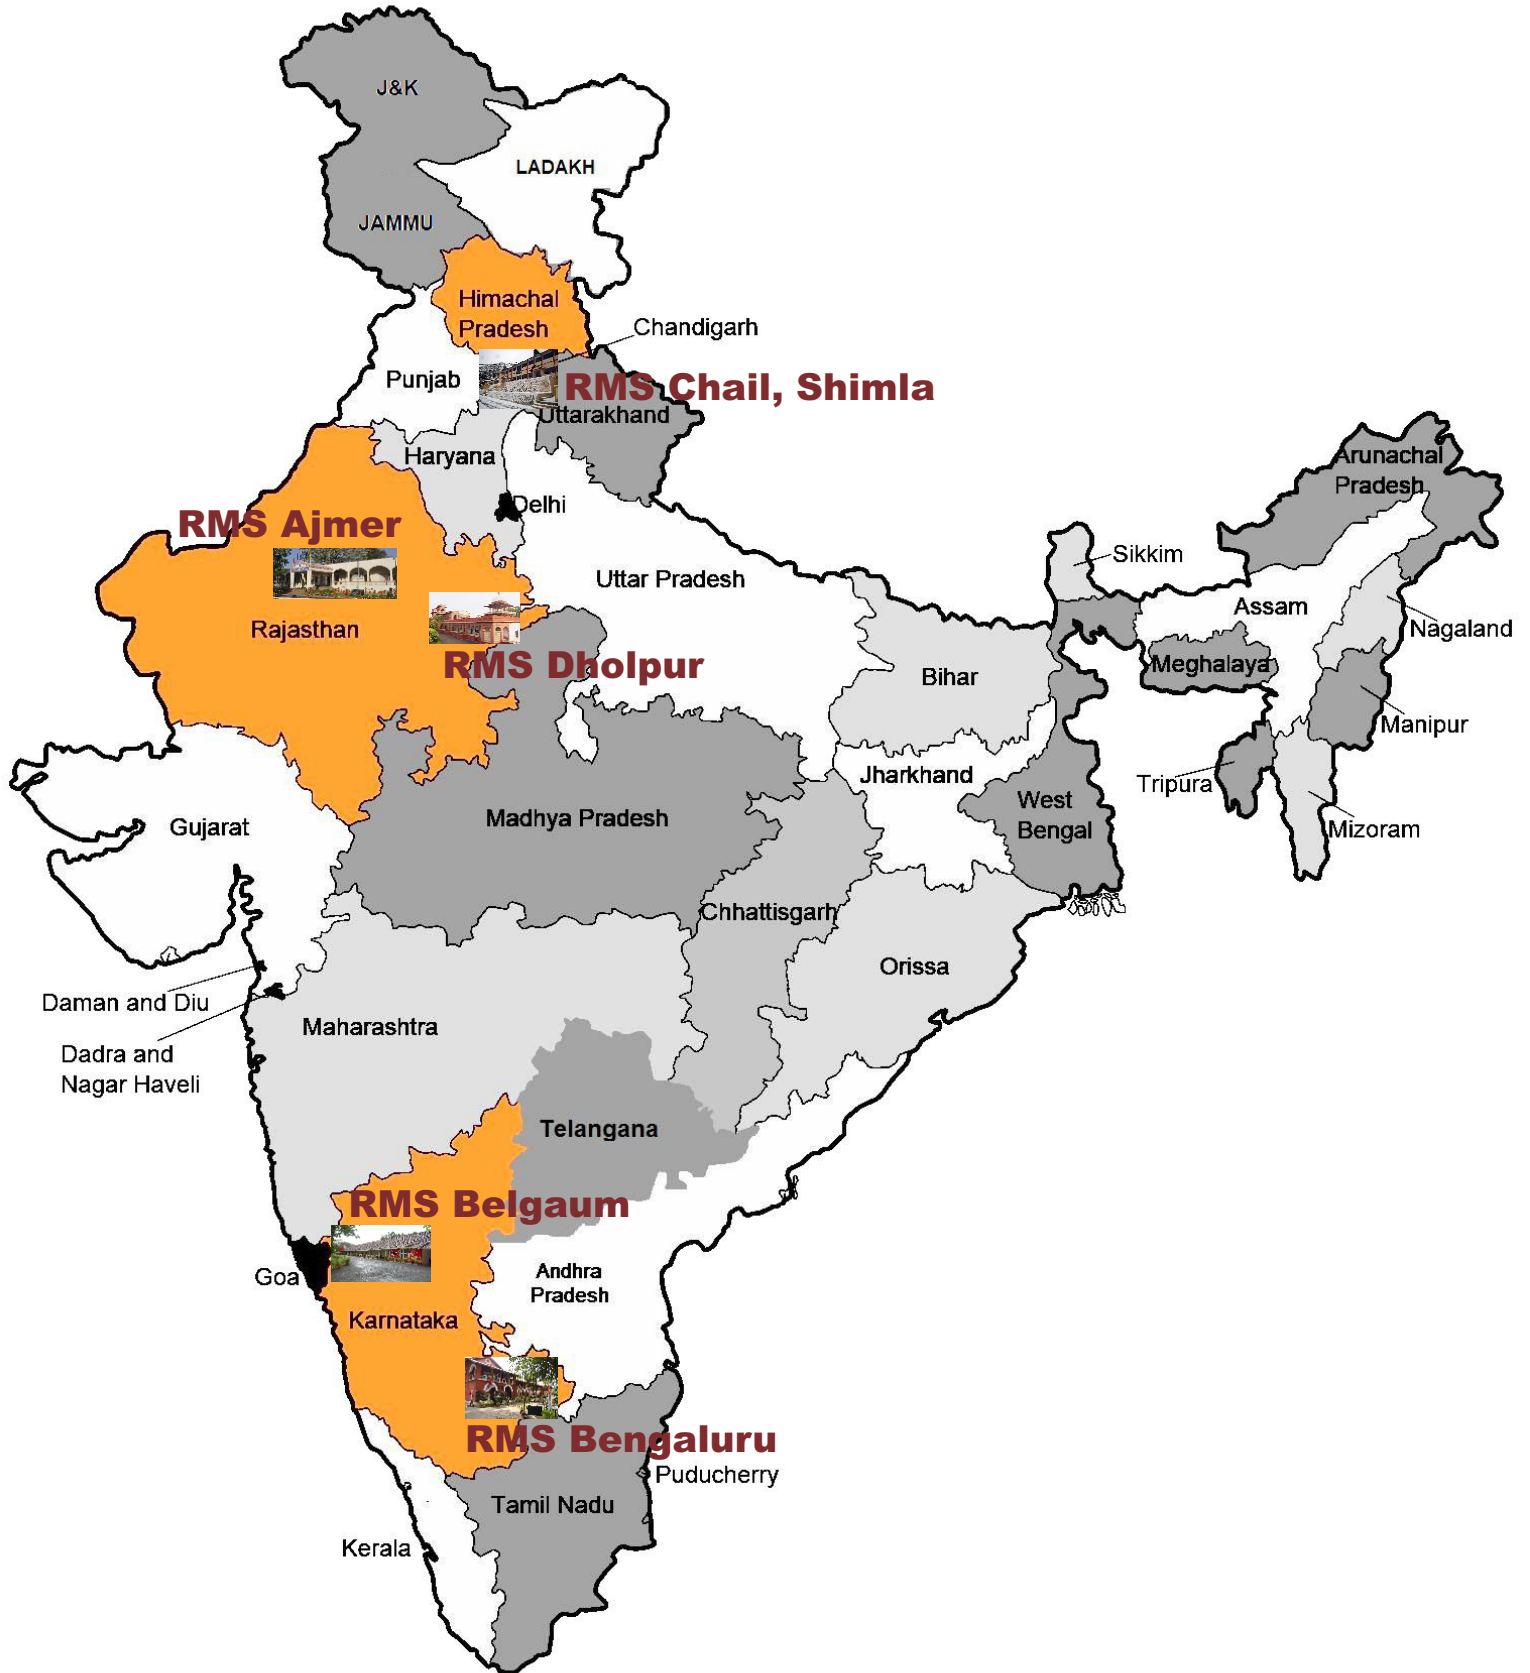 J&K
LADAKH
JAMMU
Himachal
Pradesh
Chandigarh
Punjab
RMS Chail, Shimla
Uttarakhand
Haryana
Delhi
Arunachal
Pradesh
RMS Ajmer
Sikkim
Uttar Pradesh
Assam
Rajasthan
Nagaland
RMS Dholpur
Bihar
Meghalaya
Manipur
Jharkhand
Tripura
West
Bengal
Madhya Pradesh
Gujarat
Mizoram
Chhattisgarh
Orissa
Daman and Diu
Maharashtra
Dadra and
Nagar Haveli
Telangana
RMS Belgaum
Goa
Andhra
Pradesh
Karnataka
RMS Bengaluru
Puducherry
Tamil Nadu
Kerala